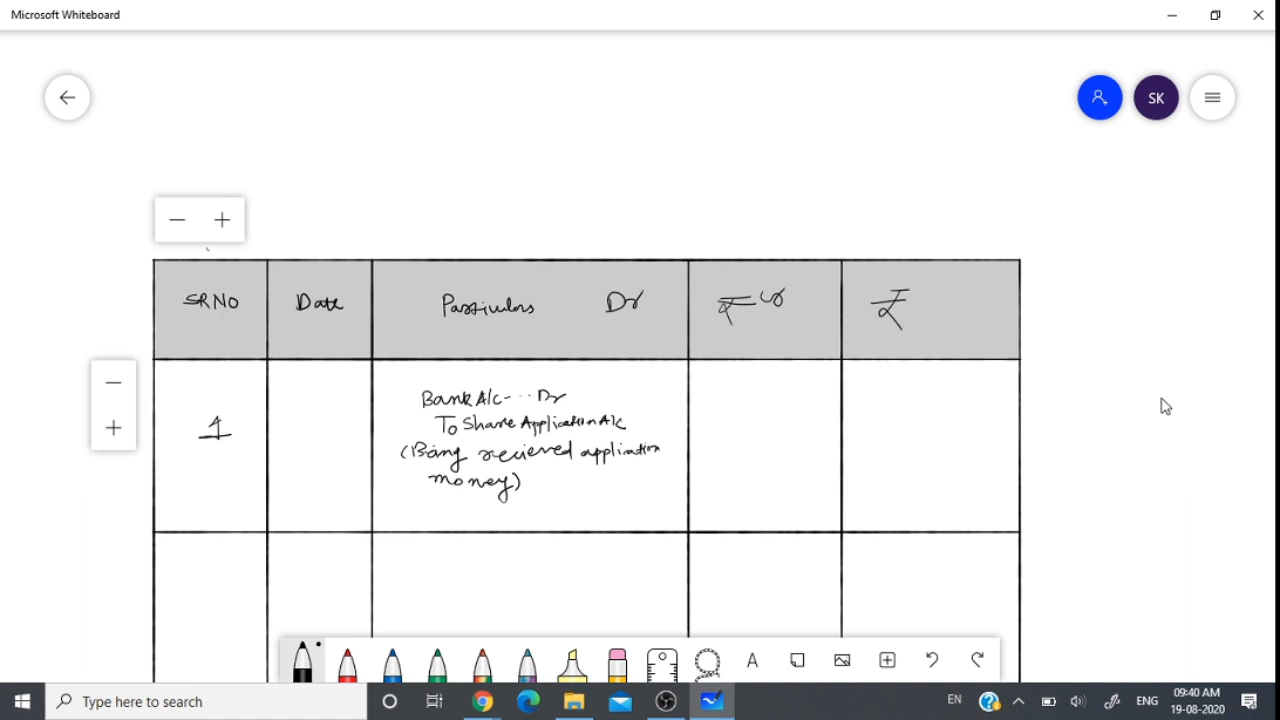 Microsoft Whiteboard
SK
SRNO Date Particulars Dr ₹ ₹
1
Bank A/c--- Dr
To Share Application A/c
(Being recieved application
money)
A
Type here to search
EN
ENG
09:40 AM
19-08-2020